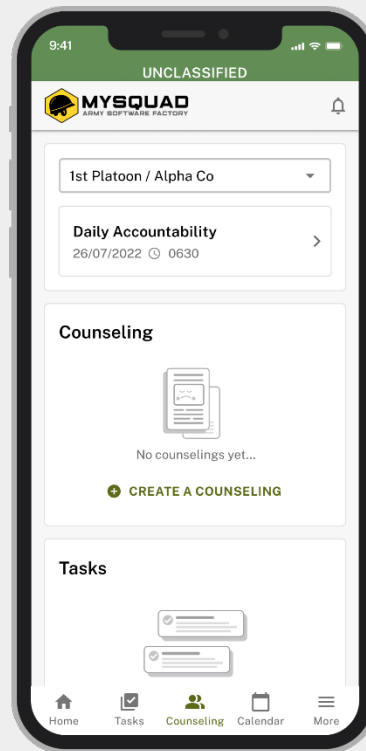 9:41
UNCLASSIFIED
MYSQUAD
ARMY SOFTWARE FACTORY
1st Platoon / Alpha Co
Daily Accountability
26/07/2022 0630
Counseling
No counselings yet...
CREATE A COUNSELING
Tasks
Home Tasks Counseling Calendar More